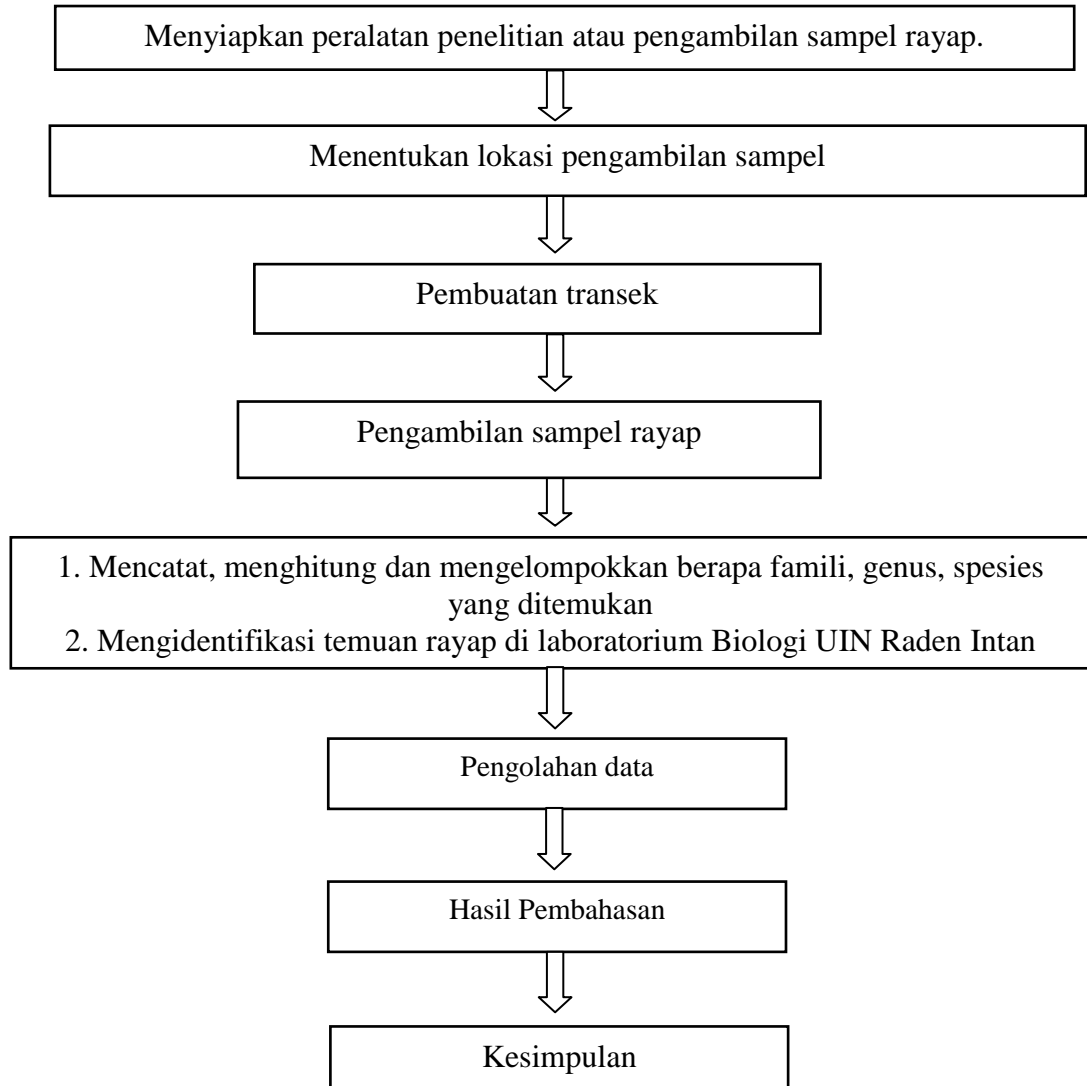 Menyiapkan peralatan penelitian atau pengambilan sampel rayap.
Menentukan lokasi pengambilan sampel
Pembuatan transek
Pengambilan sampel rayap
1. Mencatat, menghitung dan mengelompokkan berapa famili, genus, spesies
yang ditemukan
2. Mengidentifikasi temuan rayap di laboratorium Biologi UIN Raden Intan
Pengolahan data
Hasil Pembahasan
Kesimpulan